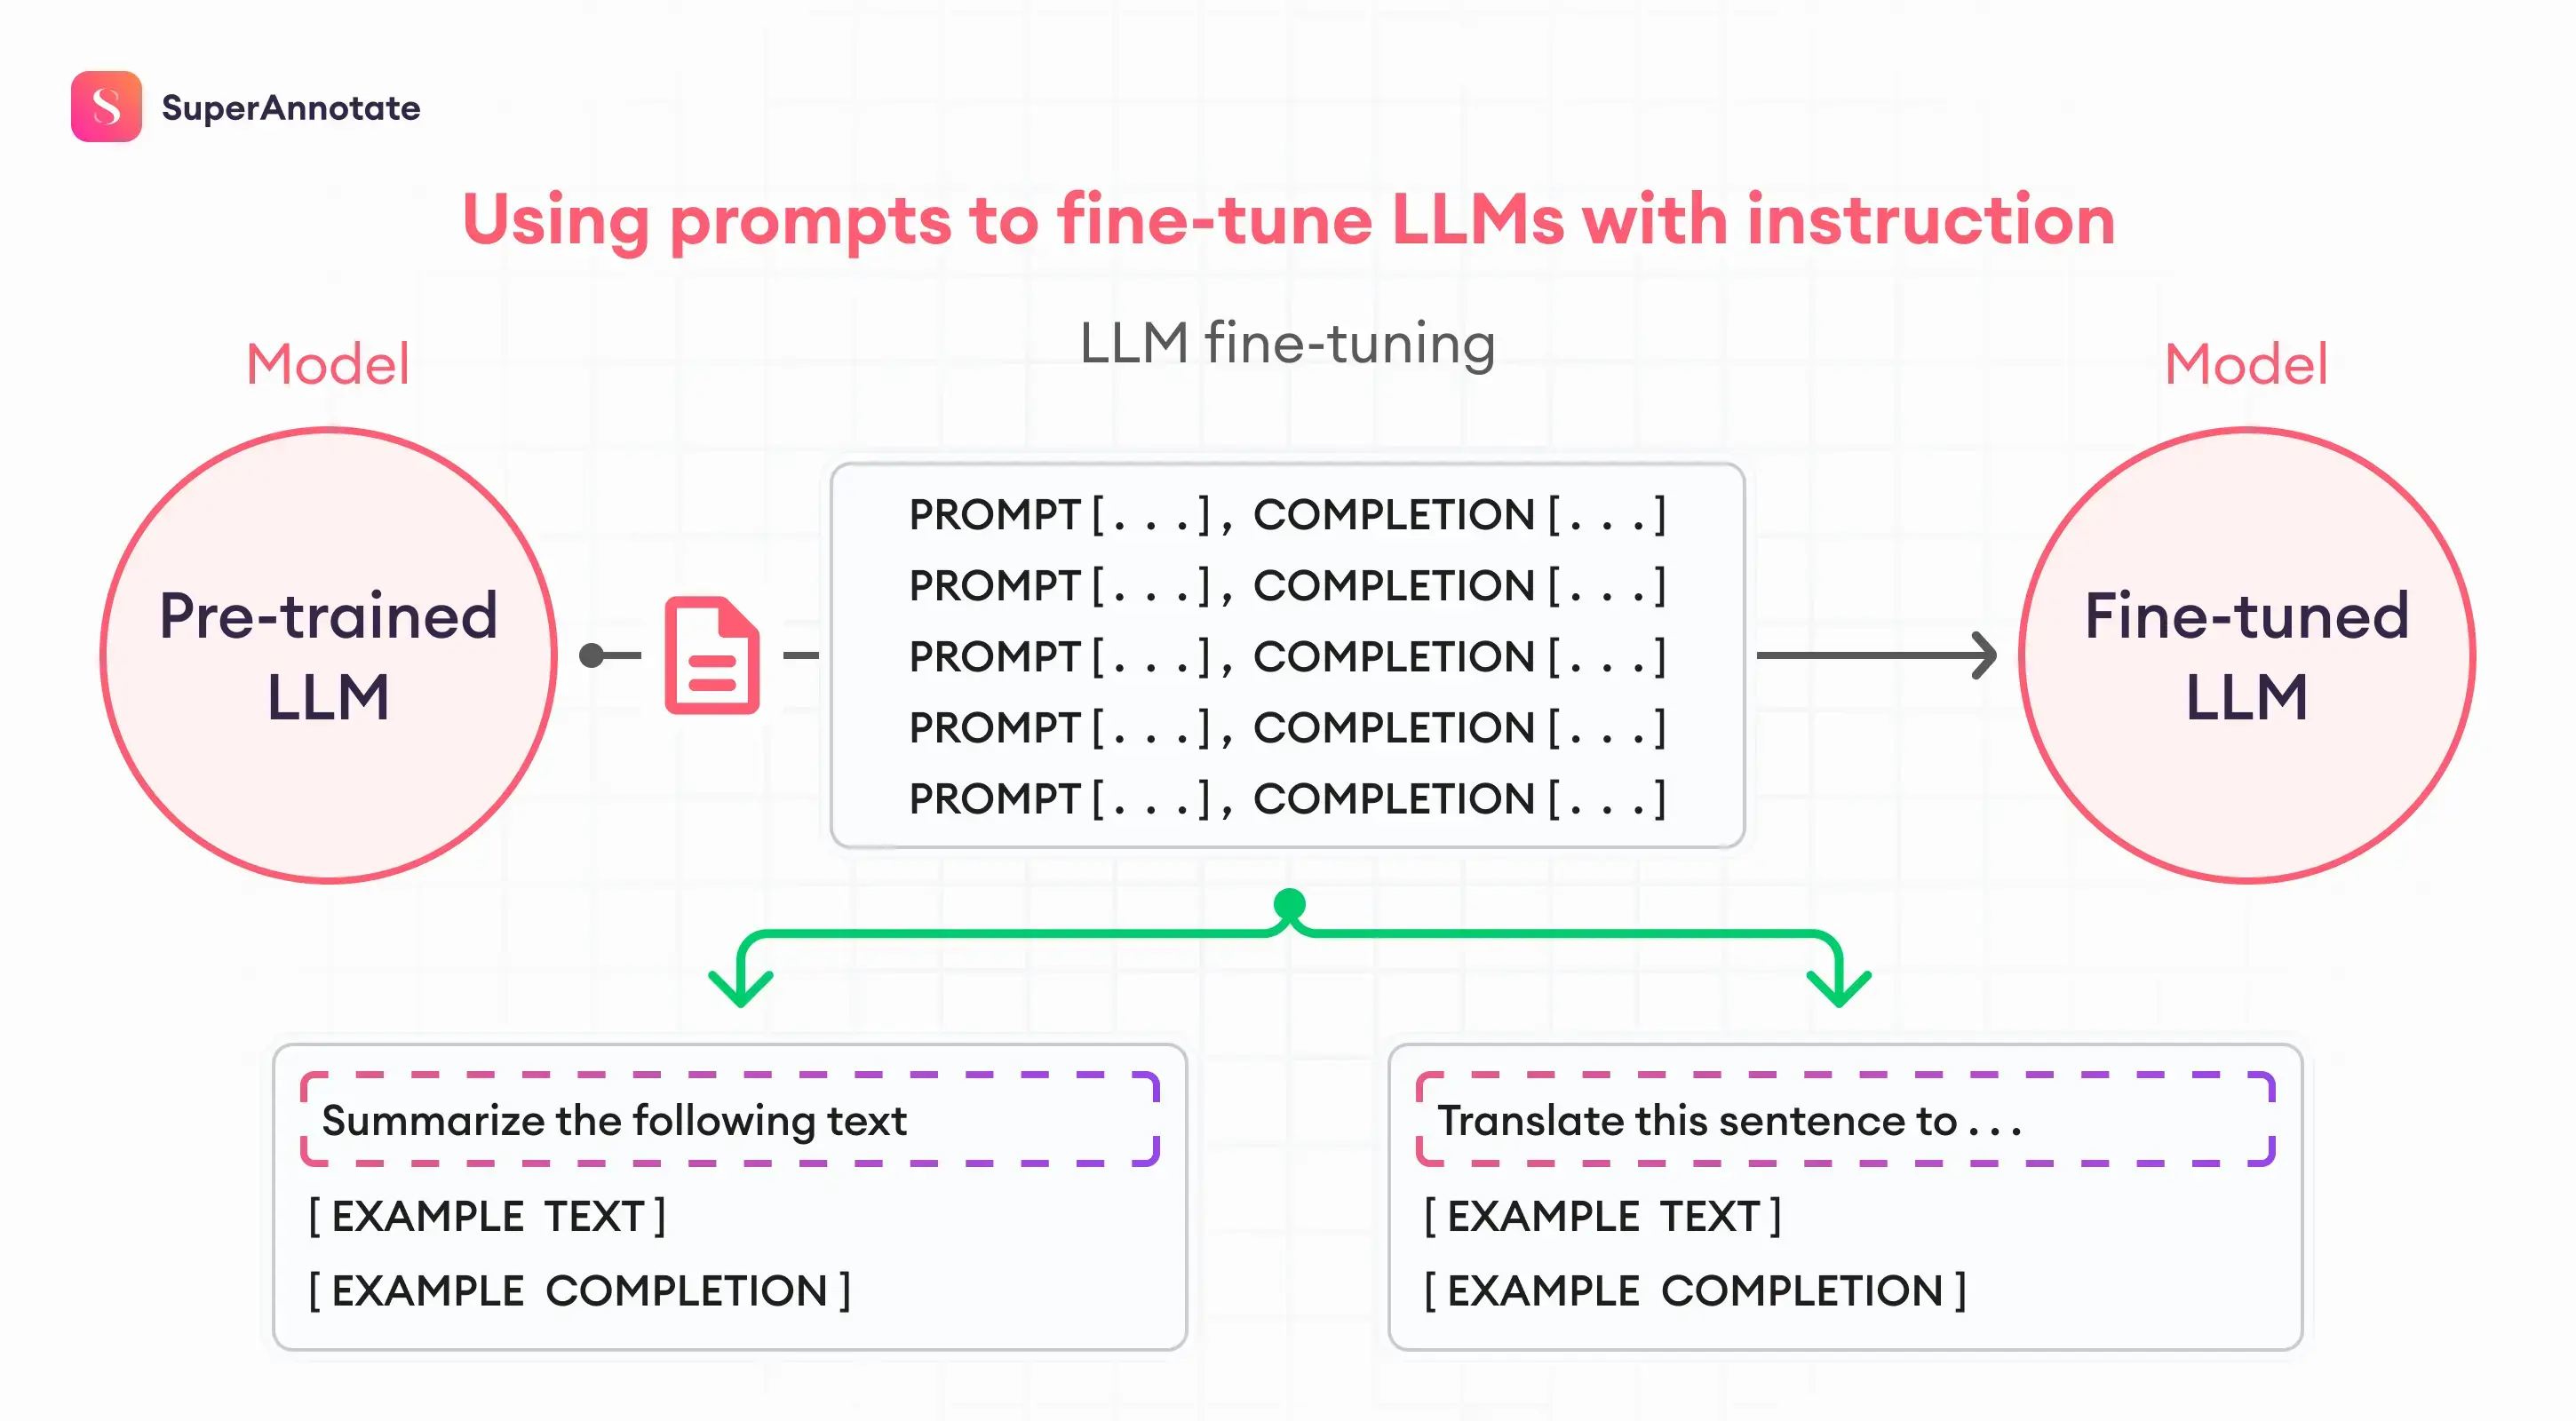 SuperAnnotate
Using prompts to fine-tune LLMs with instruction
LLM fine-tuning
Model
Model
Pre-trained
LLM
PROMPT [ . . . ] , COMPLETION [ . . . ]
PROMPT [ . . . ] , COMPLETION [ . . . ]
PROMPT [ . . . ] , COMPLETION [ . . . ]
PROMPT [ . . . ] , COMPLETION [ . . . ]
PROMPT [ . . . ] , COMPLETION [ . . . ]
Fine-tuned
LLM
Summarize the following text
[ EXAMPLE TEXT ]
[ EXAMPLE COMPLETION ]
Translate this sentence to . . .
[ EXAMPLE TEXT ]
[ EXAMPLE COMPLETION ]